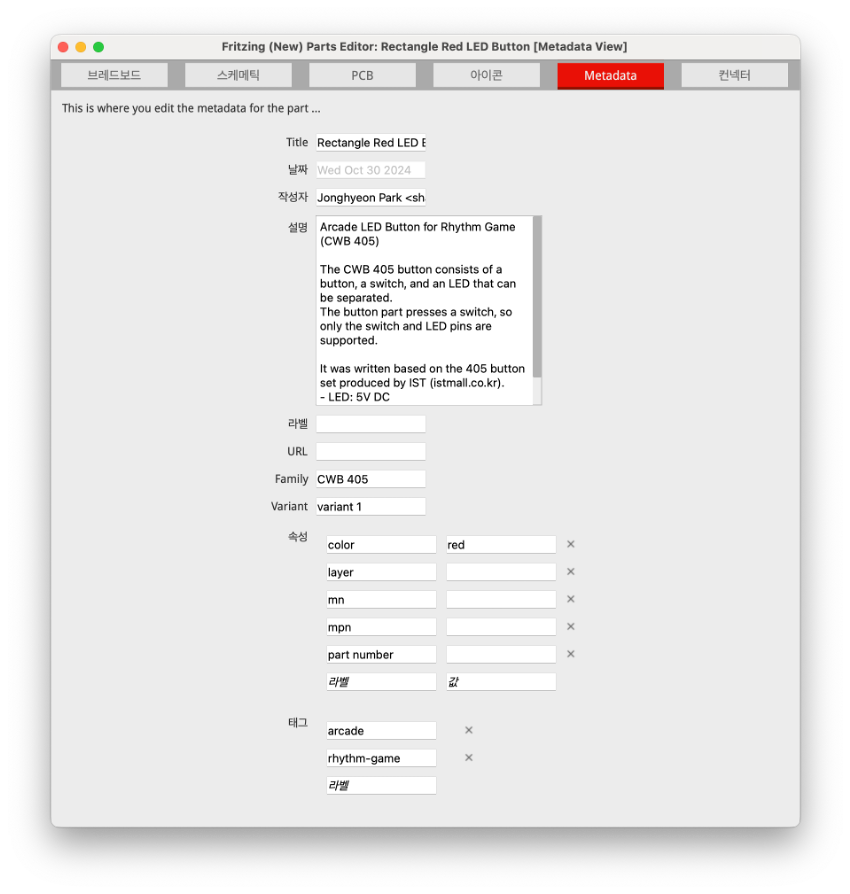 Fritzing (New) Parts Editor: Rectangle Red LED Button [Metadata View]
브레드보드 스케메틱 PCB 아이콘 Metadata 컨넥터
This is where you edit the metadata for the part ...
Title Rectangle Red LED B
날짜 Wed Oct 30 2024
작성자 Jonghyeon Park <sh
설명
Arcade LED Button for Rhythm Game
(CWB 405)
The CWB 405 button consists of a
button, a switch, and an LED that can
be separated.
The button part presses a switch, so
only the switch and LED pins are
supported.
It was written based on the 405 button
set produced by IST (istmall.co.kr).
- LED: 5V DC
라벨
URL
Family CWB 405
Variant variant 1
속성
color red
layer
mn
mpn
part number
라벨 값
태그
arcade
rhythm-game
라벨